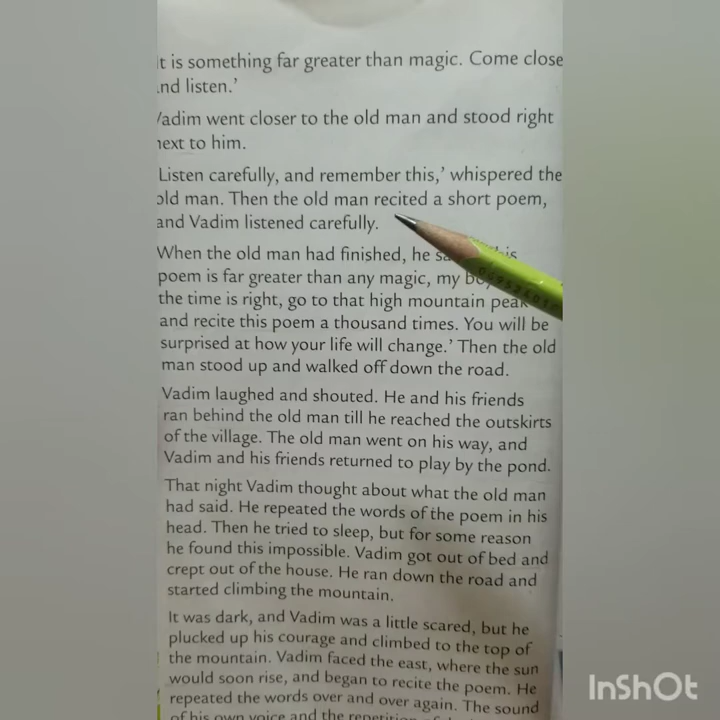 It is something far greater than magic. Come close
and listen.'
Vadim went closer to the old man and stood right
next to him.
Listen carefully, and remember this,' whispered the
old man. Then the old man recited a short poem,
and Vadim listened carefully.
When the old man had finished, he
poem is far greater than any magic, my
the time is right, go to that high mountain peak
and recite this poem a thousand times. You will be
surprised at how your life will change.' Then the old
man stood up and walked off down the road.
Vadim laughed and shouted. He and his friends
ran behind the old man till he reached the outskirts
of the village. The old man went on his way, and
Vadim and his friends returned to play by the pond.
That night Vadim thought about what the old man
had said. He repeated the words of the poem in his
head. Then he tried to sleep, but for some reason
he found this impossible. Vadim got out of bed and
crept out of the house. He ran down the road and
started climbing the mountain.
It was dark, and Vadim was a little scared, but he
plucked up his courage and climbed to the top of
the mountain. Vadim faced the east, where the sun
would soon rise, and began to recite the poem. He
repeated the words over and over again. The sound
of his own voice and the repetition
InShOt